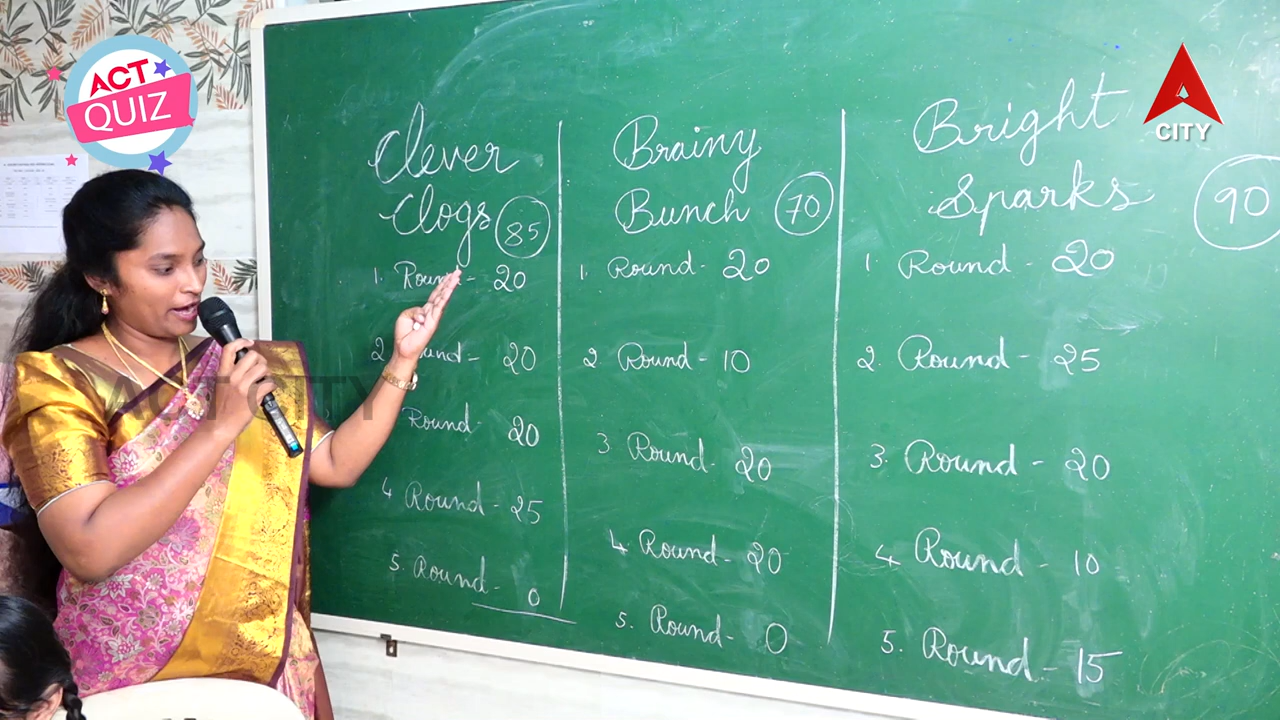 ACT
QUIZ
CITY
ACT CITY
Clever
Clogs 85
1. Round - 20
2 Round - 20
Round - 20
4 Round - 25
5 Round - 0
Brainy
Bunch 70
1. Round - 20
2 Round - 10
3 Round - 20
4 Round - 20
5. Round - 0
Bright
Sparks 90
1. Round - 20
2. Round - 25
3. Round - 20
4 Round - 10
5. Round - 15